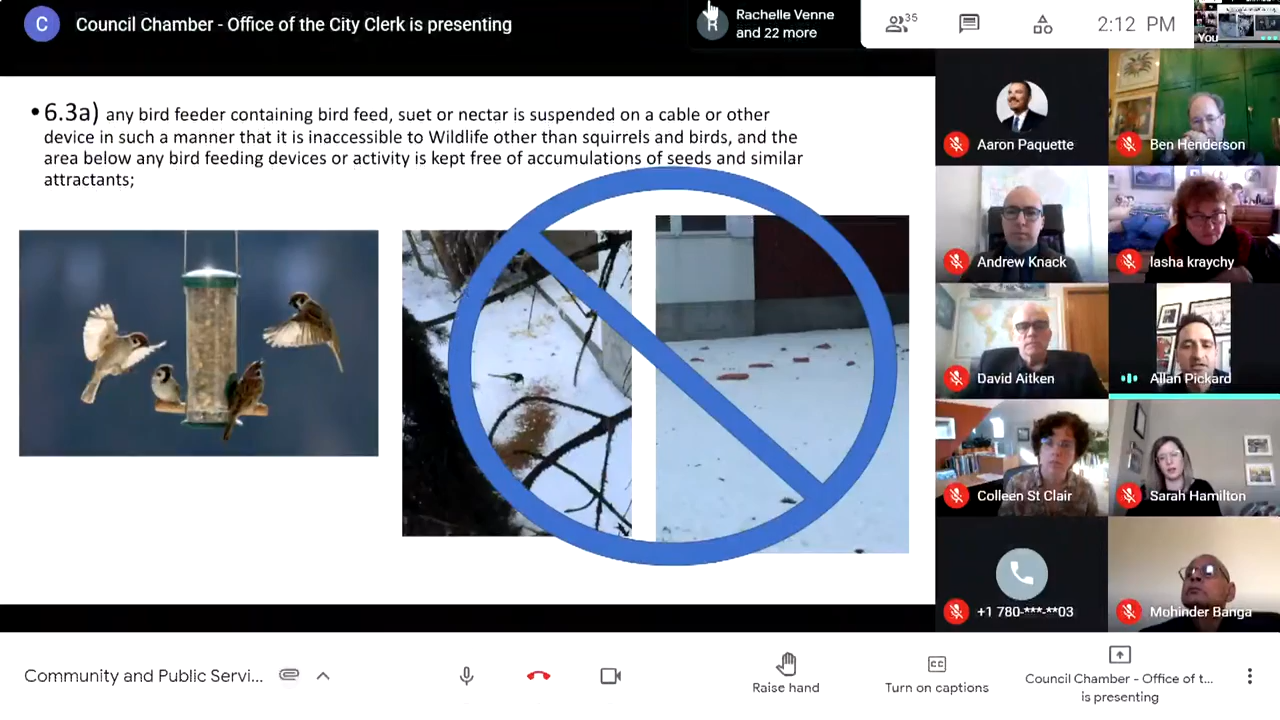 C
Council Chamber - Office of the City Clerk is presenting
R
Rachelle Venne
and 22 more
35
2:12 PM
You
• 6.3a) any bird feeder containing bird feed, suet or nectar is suspended on a cable or other
device in such a manner that it is inaccessible to Wildlife other than squirrels and birds, and the
area below any bird feeding devices or activity is kept free of accumulations of seeds and similar
attractants;
Aaron Paquette
Ben Henderson
Andrew Knack
lasha kraychy
David Aitken
Allan Pickard
Colleen St Clair
Sarah Hamilton
+1 780-***-**03
Mohinder Banga
Community and Public Servi...
Raise hand
CC
Turn on captions
Council Chamber - Office of t...
is presenting